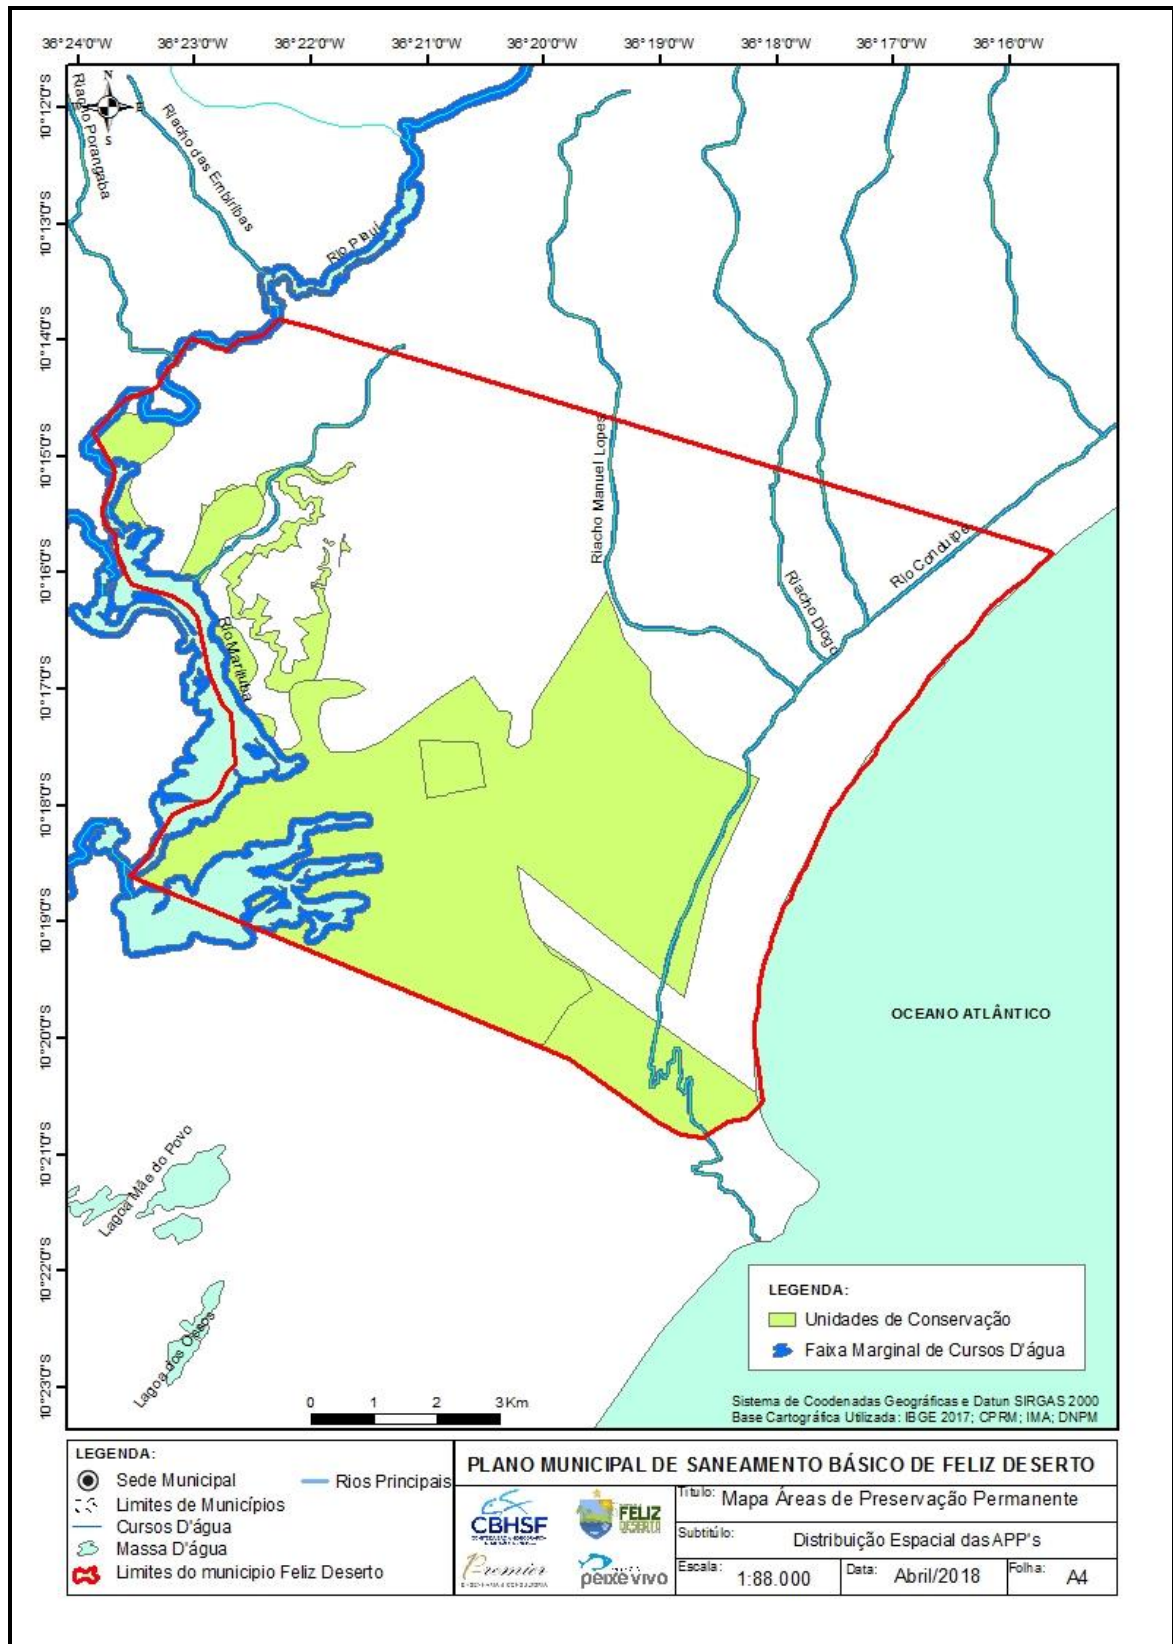 36°24'0"W 36°23'0"W 36°22'0"W 36°21'0"W 36°20'0"W 36°19'0"W 36°18'0"W 36°17'0"W 36°16'0"W
10°12'0"S
10°13'0"S
10°14'0"S
10°15'0"S
10°16'0"S
10°17'0"S
10°18'0"S
10°19'0"S
10°20'0"S
10°21'0"S
10°22'0"S
10°23'0"S
N
E
S
Riacho Porangaba
Riacho das Embiribas
Rio Piauí
Riacho Manuel Lopes
Rio Conduipe
Riacho Diogo
Rio Marituba
OCEANO ATLÂNTICO
Lagoa Mãe do Povo
Lagoa dos Ossos
LEGENDA:
Unidades de Conservação
Faixa Marginal de Cursos D'água
0 1 2 3 Km
Sistema de Coodenadas Geográficas e Datun SIRGAS 2000
Base Cartográfica Utilizada: IBGE 2017; CPRM; IMA; DNPM
LEGENDA:
Sede Municipal
Rios Principais
Limites de Municípios
Cursos D'água
Massa D'água
Limites do municipio Feliz Deserto
PLANO MUNICIPAL DE SANEAMENTO BÁSICO DE FELIZ DESERTO
CBHSF
FELIZ
DESERTO
Premier
peixe vivo
Título: Mapa Áreas de Preservação Permanente
Subtitúlo: Distribuição Espacial das APP's
Escala: 1:88.000
Data: Abril/2018
Folha: A4